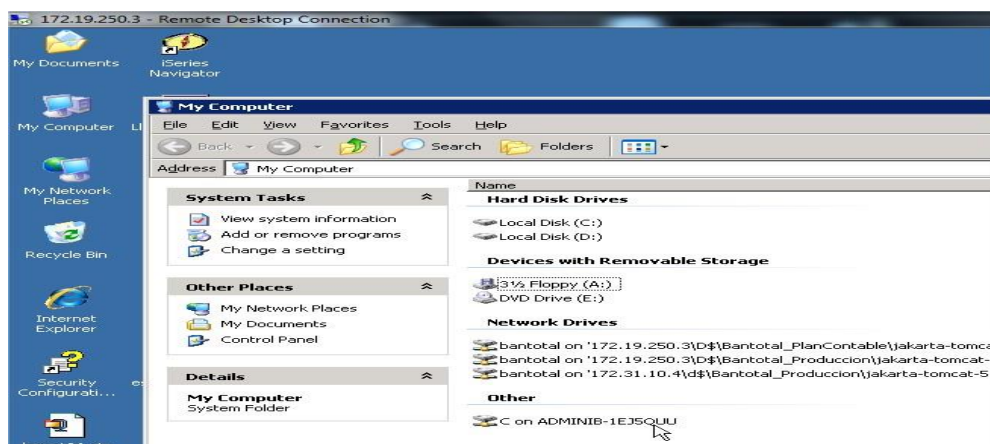 172.19.250.3 - Remote Desktop Connection
My Documents
iSeries Navigator
My Computer
My Network Places
Recycle Bin
Internet Explorer
Security Configurati...
My Computer
File Edit View Favorites Tools Help
Back Search Folders
Address My Computer
System Tasks
View system information
Add or remove programs
Change a setting
Other Places
My Network Places
My Documents
Control Panel
Details
My Computer
System Folder
Name
Hard Disk Drives
Local Disk (C:)
Local Disk (D:)
Devices with Removable Storage
3½ Floppy (A:)
DVD Drive (E:)
Network Drives
bantotal on '172.19.250.3\D$\Bantotal_PlanContable\jakarta-tomca
bantotal on '172.19.250.3\D$\Bantotal_Produccion\jakarta-tomcat-
bantotal on '172.31.10.4\d$\Bantotal_Produccion\jakarta-tomcat-5
Other
C on ADMINIB-1EJ5QUU